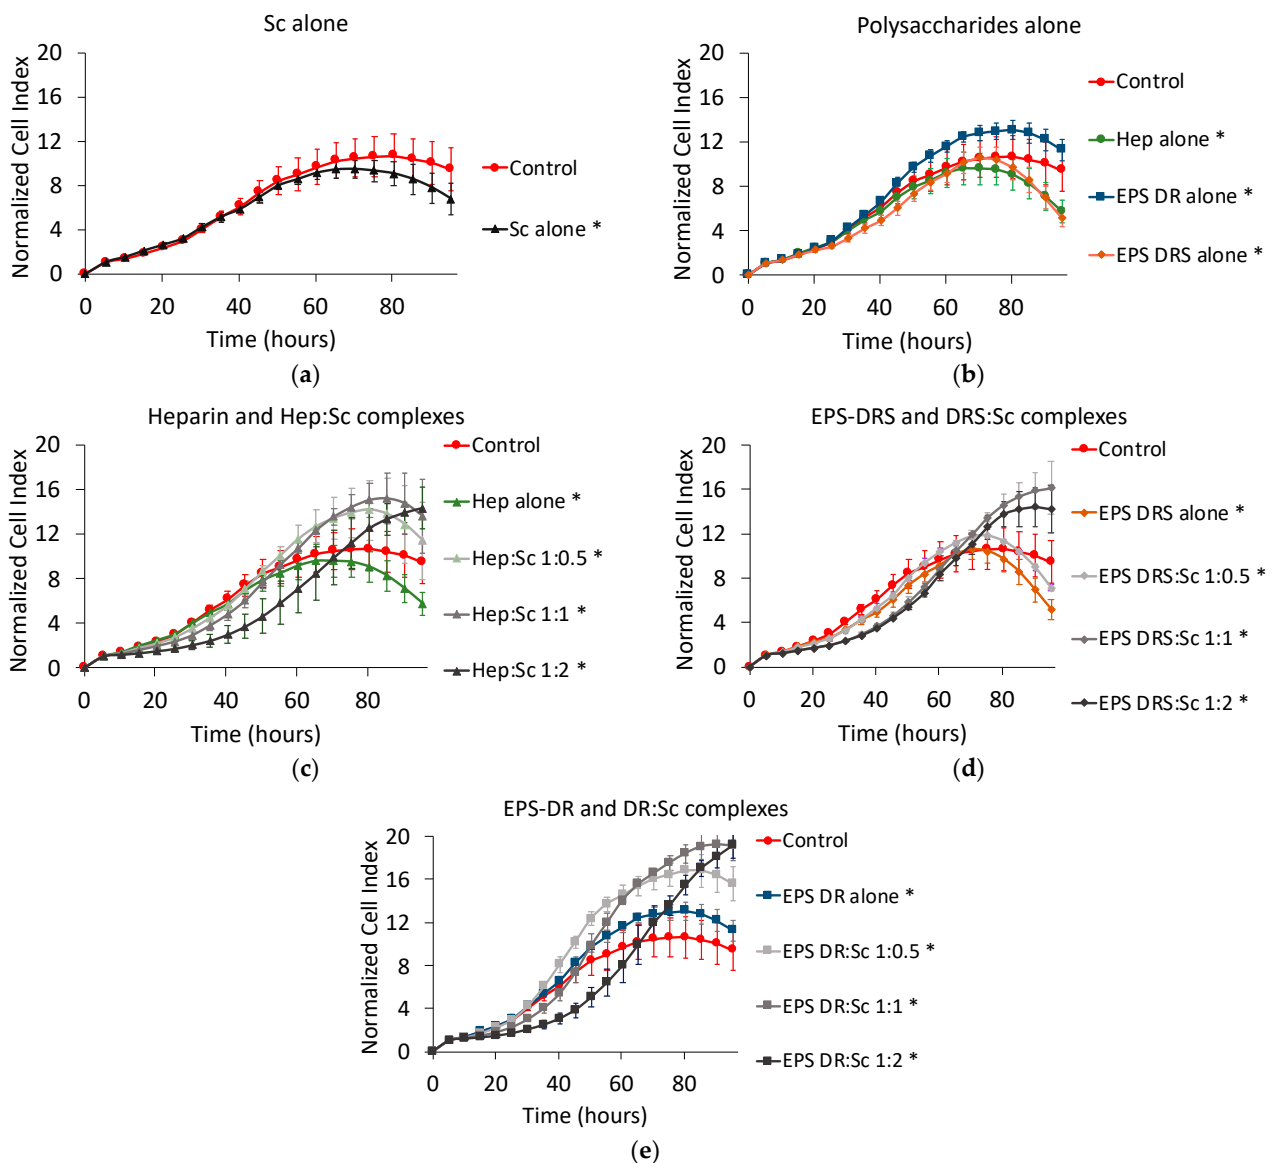 Sc alone
Normalized Cell Index
20
16
12
8
4
0
0 20 40 60 80
Time (hours)
Control
Sc alone *
(a)
Polysaccharides alone
Normalized Cell Index
20
16
12
8
4
0
0 20 40 60 80
Time (hours)
Control
Hep alone *
EPS DR alone *
EPS DRS alone *
(b)
Heparin and Hep:Sc complexes
Normalized Cell Index
20
16
12
8
4
0
0 20 40 60 80
Time (hours)
Control
Hep alone *
Hep:Sc 1:0.5 *
Hep:Sc 1:1 *
Hep:Sc 1:2 *
(c)
EPS-DRS and DRS:Sc complexes
Normalized Cell Index
20
16
12
8
4
0
0 20 40 60 80
Time (hours)
Control
EPS DRS alone *
EPS DRS:Sc 1:0.5 *
EPS DRS:Sc 1:1 *
EPS DRS:Sc 1:2 *
(d)
EPS-DR and DR:Sc complexes
Normalized Cell Index
20
16
12
8
4
0
0 20 40 60 80
Time (hours)
Control
EPS DR alone *
EPS DR:Sc 1:0.5 *
EPS DR:Sc 1:1 *
EPS DR:Sc 1:2 *
(e)